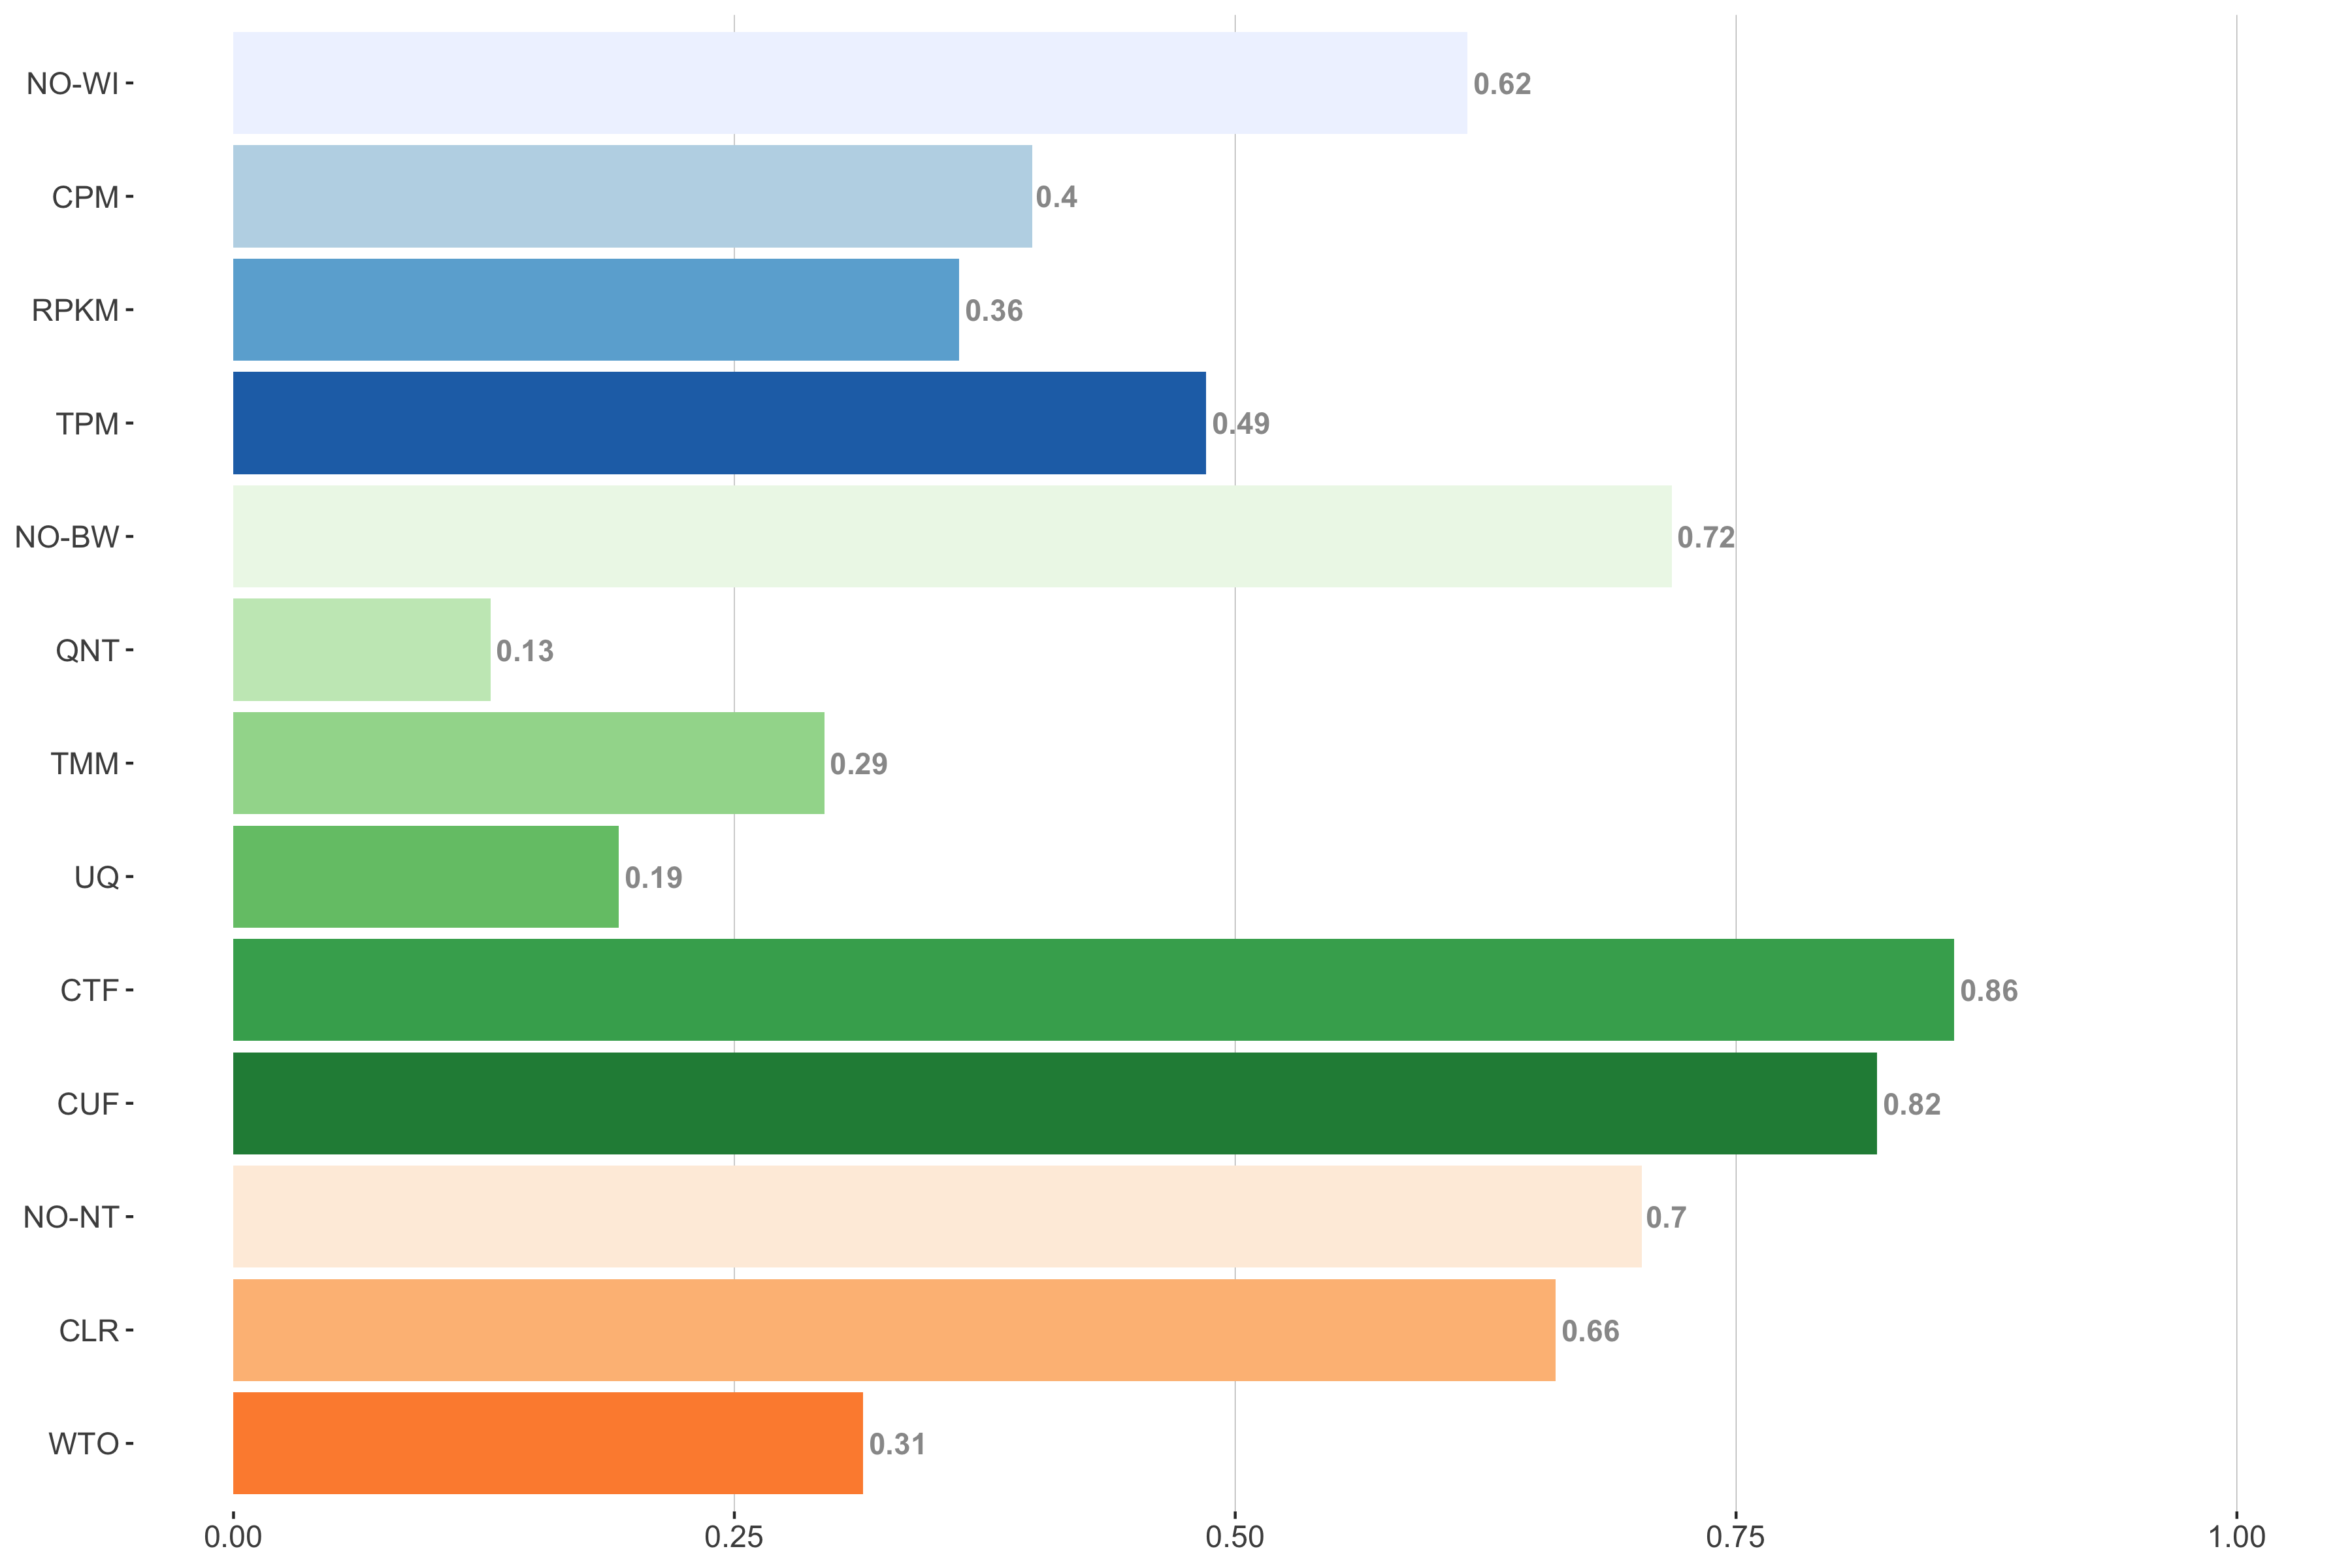 NO-WI 0.62
CPM 0.4
RPKM 0.36
TPM 0.49
NO-BW 0.72
QNT 0.13
TMM 0.29
UQ 0.19
CTF 0.86
CUF 0.82
NO-NT 0.7
CLR 0.66
WTO 0.31
0.00 0.25 0.50 0.75 1.00